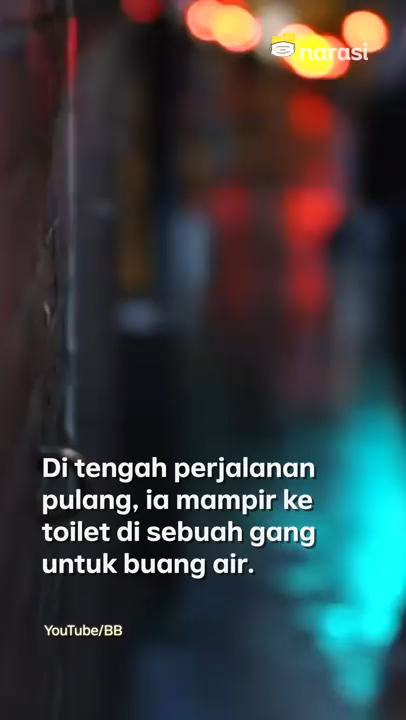 narasi
Di tengah perjalanan
pulang, ia mampir ke
toilet di sebuah gang
untuk buang air.
YouTube/BB